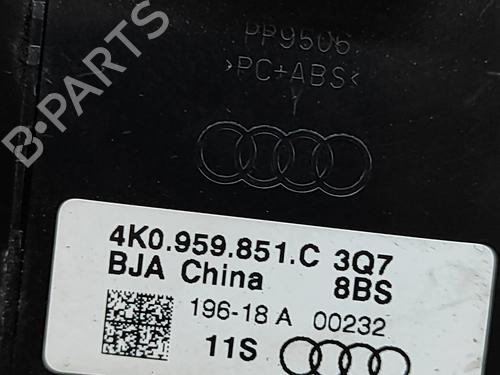 B-PARTS
PP9506
>PC+ABS<
4K0.959.851.C 3Q7
BJA China 8BS
196-18 A 00232
11S